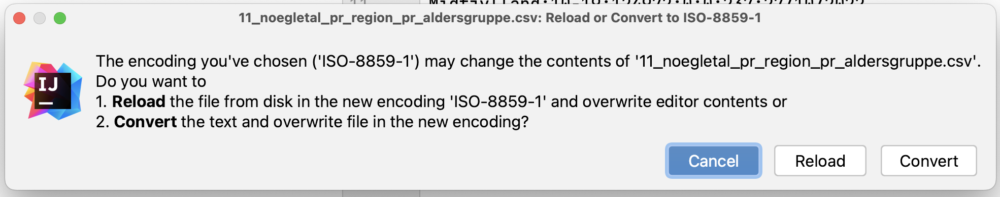 11_noegletal_pr_region_pr_aldersgruppe.csv: Reload or Convert to ISO-8859-1
IJ
The encoding you've chosen ('ISO-8859-1') may change the contents of '11_noegletal_pr_region_pr_aldersgruppe.csv'.
Do you want to
1. Reload the file from disk in the new encoding 'ISO-8859-1' and overwrite editor contents or
2. Convert the text and overwrite file in the new encoding?
Cancel Reload Convert